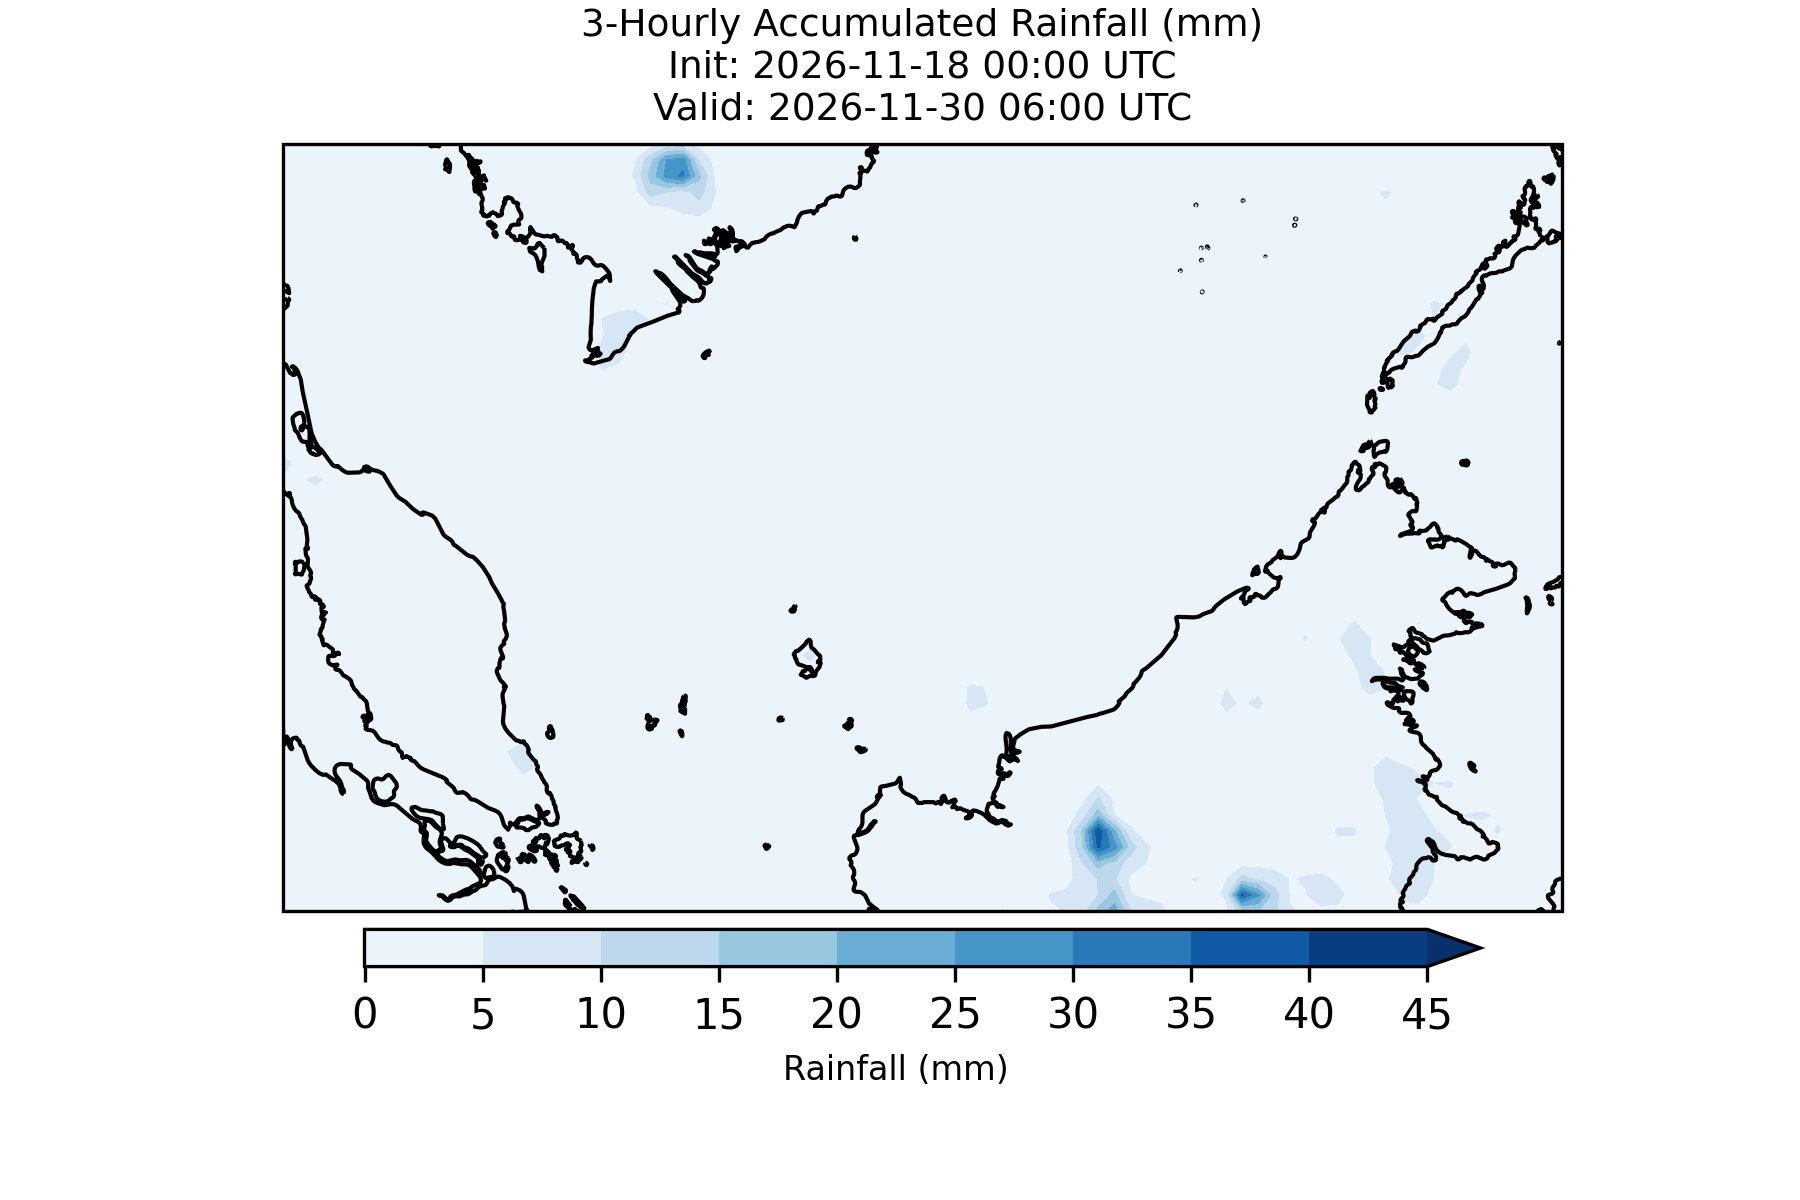 3-Hourly Accumulated Rainfall (mm)
Init: 2026-11-18 00:00 UTC
Valid: 2026-11-30 06:00 UTC
0 5 10 15 20 25 30 35 40 45
Rainfall (mm)